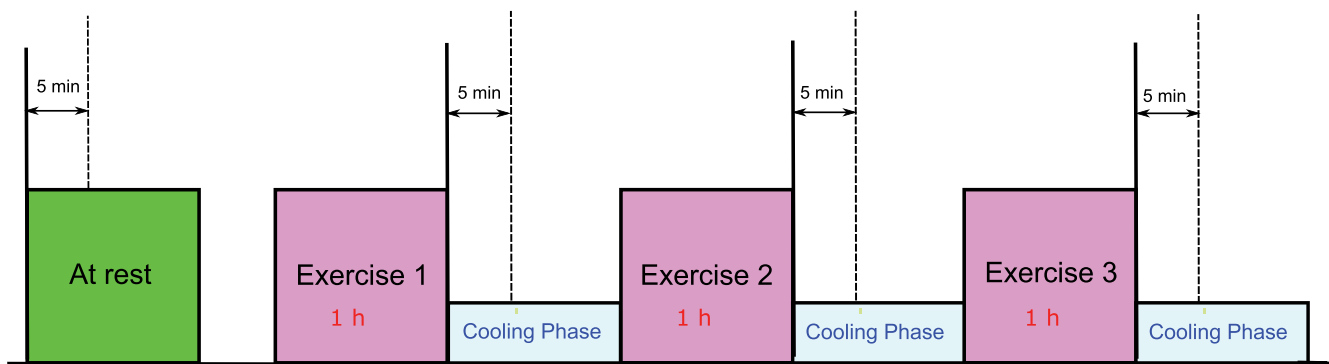 5 min
5 min
5 min
5 min
At rest
Exercise 1
1 h
Cooling Phase
Exercise 2
1 h
Cooling Phase
Exercise 3
1 h
Cooling Phase